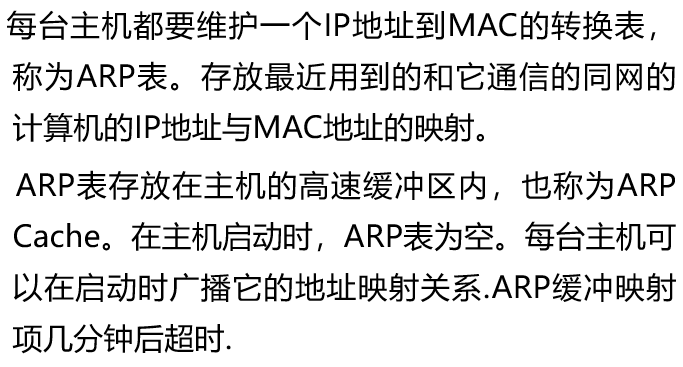 每台主机都要维护一个IP地址到MAC的转换表，
称为ARP表。存放最近用到的和它通信的同网的
计算机的IP地址与MAC地址的映射。
ARP表存放在主机的高速缓冲区内，也称为ARP
Cache。在主机启动时，ARP表为空。每台主机可
以在启动时广播它的地址映射关系.ARP缓冲映射
项几分钟后超时.